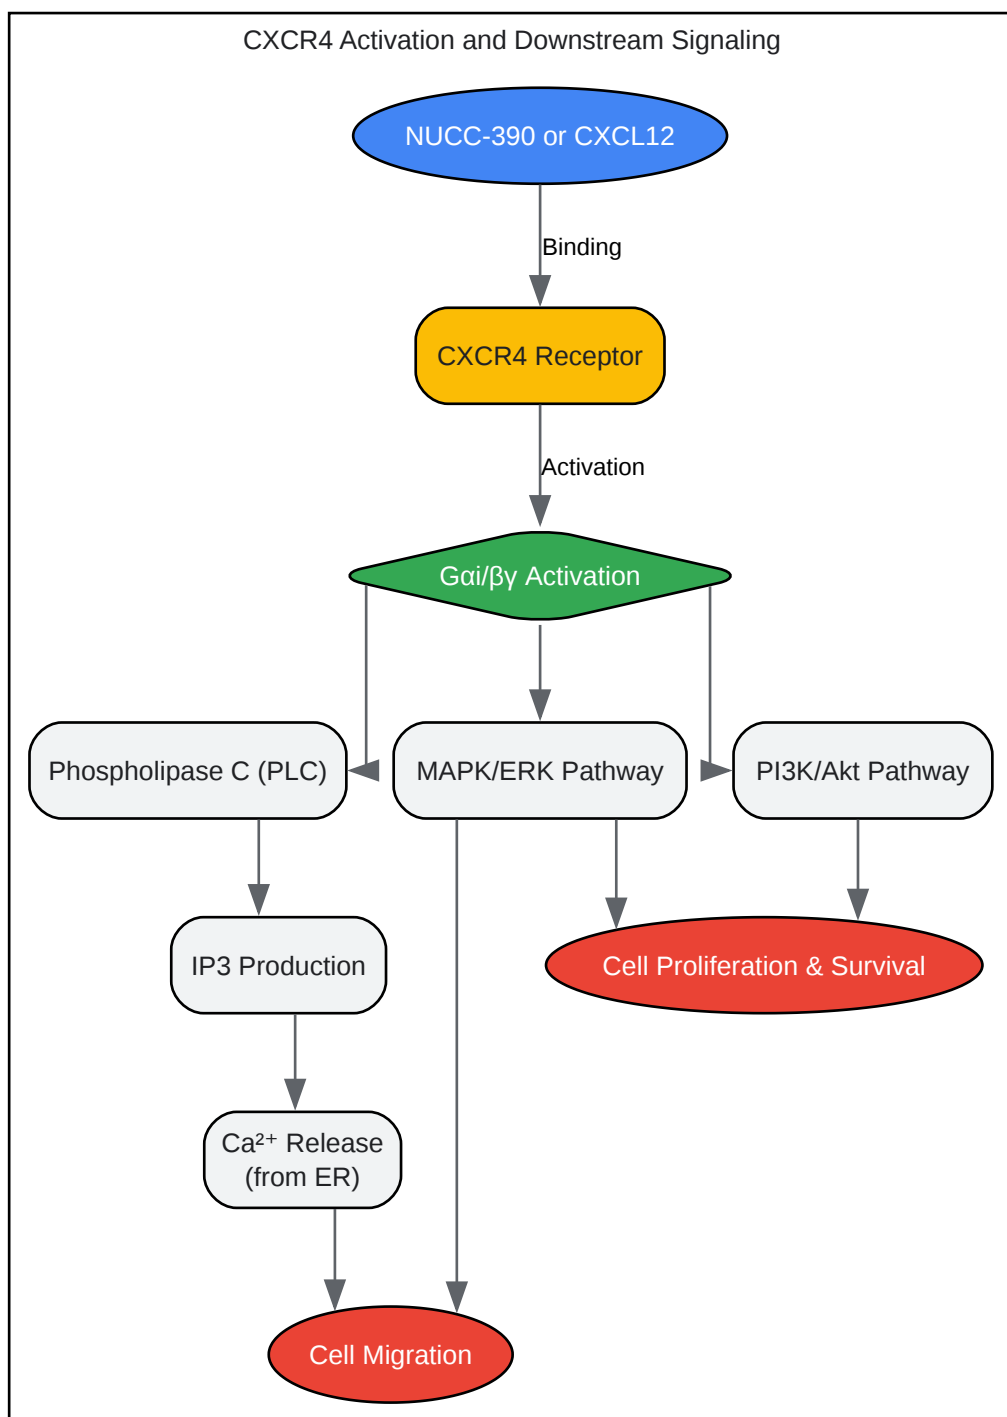 CXCR4 Activation and Downstream Signaling
NUCC-390 or CXCL12
Binding
CXCR4 Receptor
Activation
Gαi/βγ Activation
Phospholipase C (PLC)
MAPK/ERK Pathway
PI3K/Akt Pathway
IP3 Production
Cell Proliferation & Survival
Ca²⁺ Release
(from ER)
Cell Migration